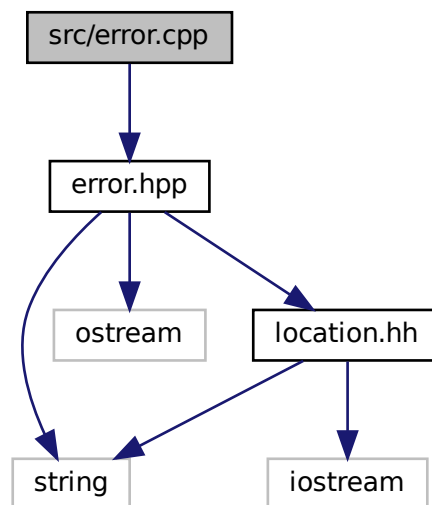 src/error.cpp
error.hpp
ostream
location.hh
string
iostream